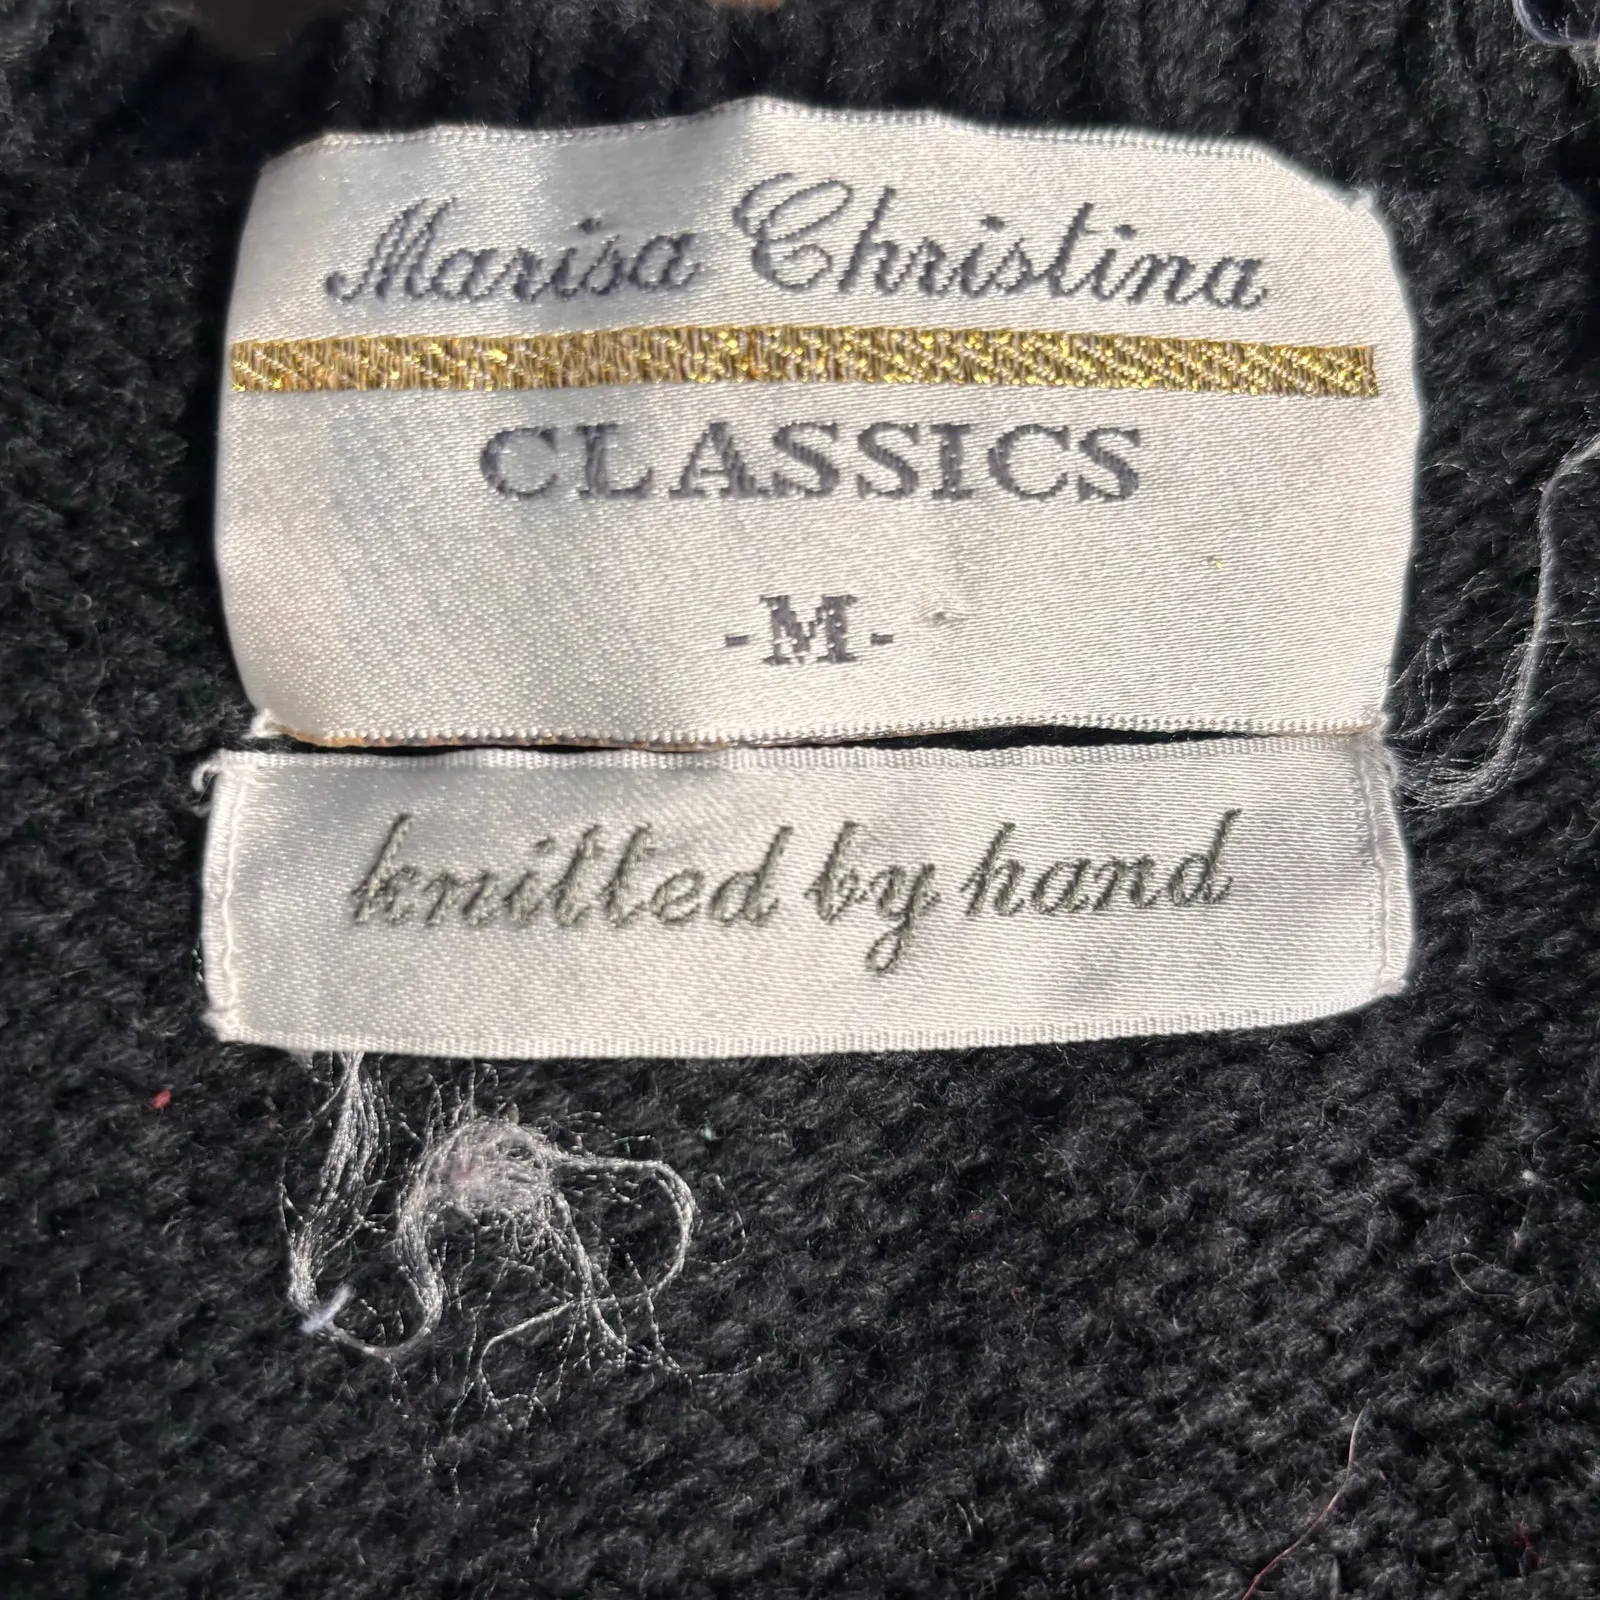 Marisa Christina
CLASSICS
-M-
knitted by hand